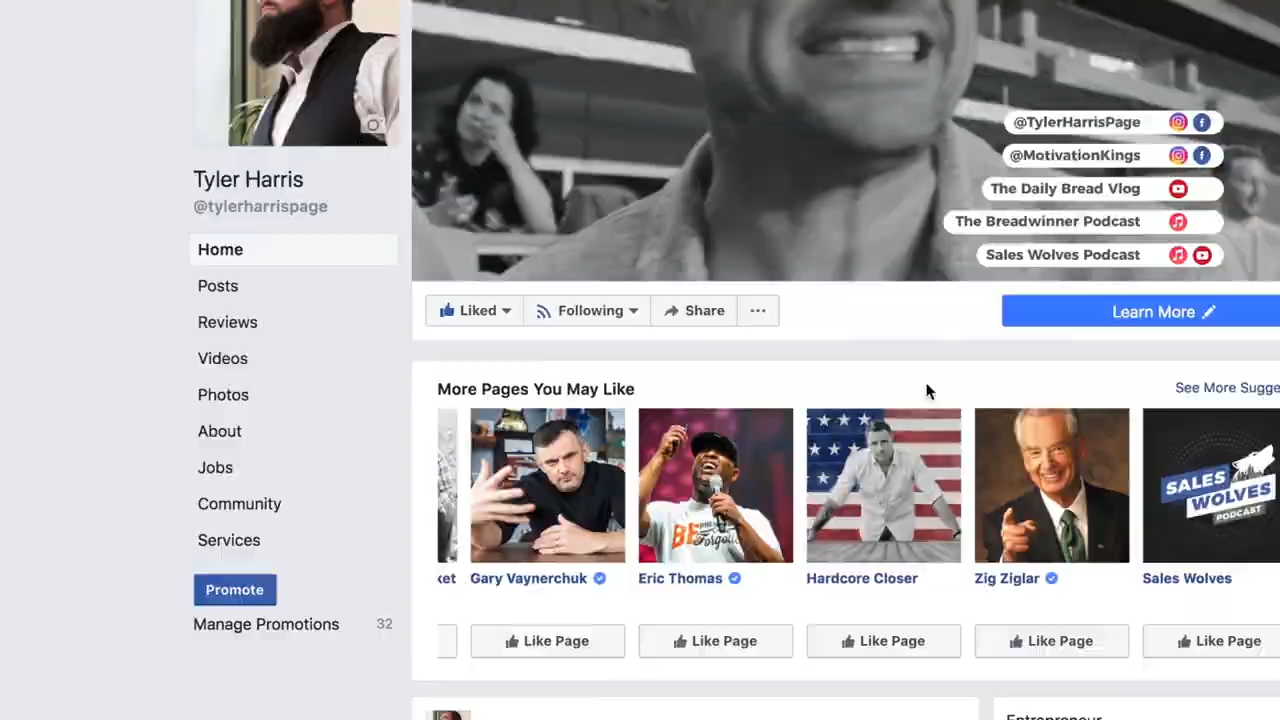 @TylerHarrisPage
@MotivationKings
The Daily Bread Vlog
The Breadwinner Podcast
Sales Wolves Podcast
Tyler Harris
@tylerharrispage
Home
Posts
Reviews
Videos
Photos
About
Jobs
Community
Services
Promote
Manage Promotions 32
Liked
Following
Share
Learn More
More Pages You May Like
See More Sugge
BE
Forgot
SALES
WOLVES
PODCAST
ket
Gary Vaynerchuk
Eric Thomas
Hardcore Closer
Zig Ziglar
Sales Wolves
Like Page
Like Page
Like Page
Like Page
Like Page
Entrepreneur